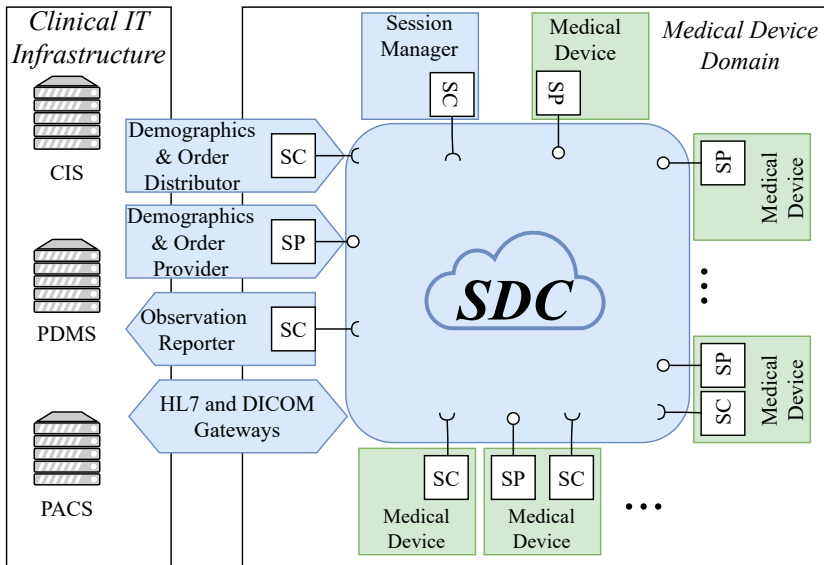 Clinical IT
Infrastructure
CIS
PDMS
PACS
Demographics
& Order
Distributor
SC
Demographics
& Order
Provider
SP
Observation
Reporter
SC
HL7 and DICOM
Gateways
Session
Manager
SC
Medical
Device
SP
Medical Device
Domain
SP
Medical
Device
SDC
...
SP
SC
Medical
Device
SC
Medical
Device
SP
SC
Medical
Device
...